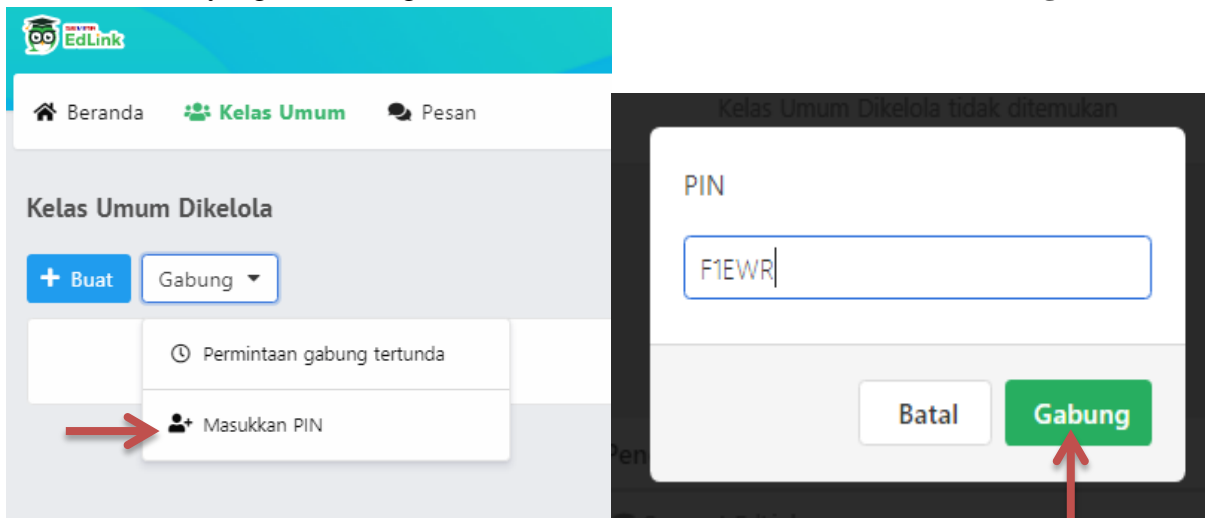 EdLink
Beranda
Kelas Umum
Pesan
Kelas Umum Dikelola
+ Buat
Gabung
Permintaan gabung tertunda
Masukkan PIN
Kelas Umum Dikelola tidak ditemukan
PIN
F1EWR
Batal
Gabung